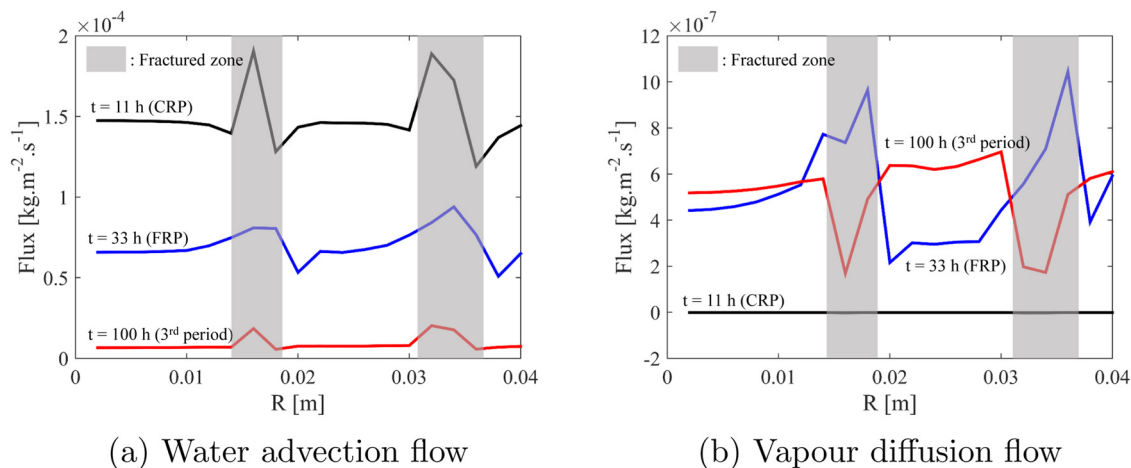 ×10⁻⁴
2
1.5
1
0.5
0
Flux [kg.m⁻².s⁻¹]
: Fractured zone
t = 11 h (CRP)
t = 33 h (FRP)
t = 100 h (3ʳᵈ period)
0 0.01 0.02 0.03 0.04
R [m]
(a) Water advection flow
×10⁻⁷
12
10
8
6
4
2
0
-2
Flux [kg.m⁻².s⁻¹]
: Fractured zone
t = 100 h (3ʳᵈ period)
t = 33 h (FRP)
t = 11 h (CRP)
0 0.01 0.02 0.03 0.04
R [m]
(b) Vapour diffusion flow